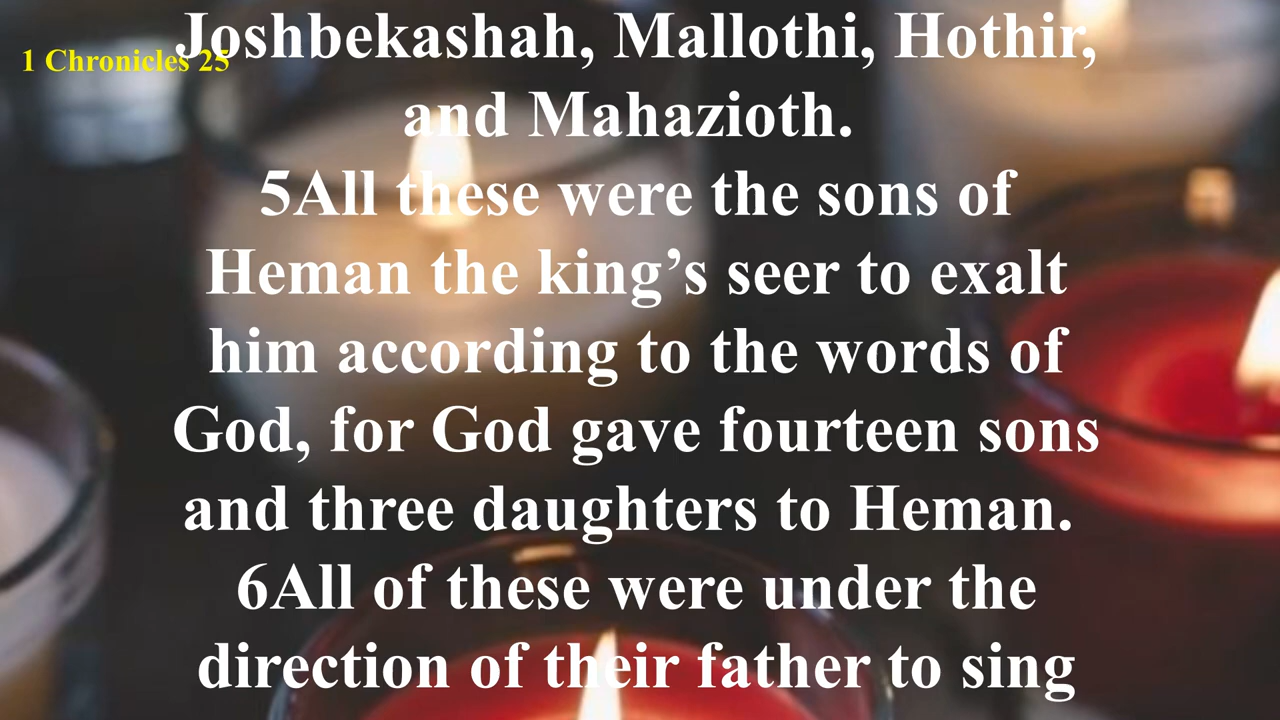 1 Chronicles 25
Joshbekashah, Mallothi, Hothir,
and Mahazioth.
5All these were the sons of
Heman the king’s seer to exalt
him according to the words of
God, for God gave fourteen sons
and three daughters to Heman.
6All of these were under the
direction of their father to sing